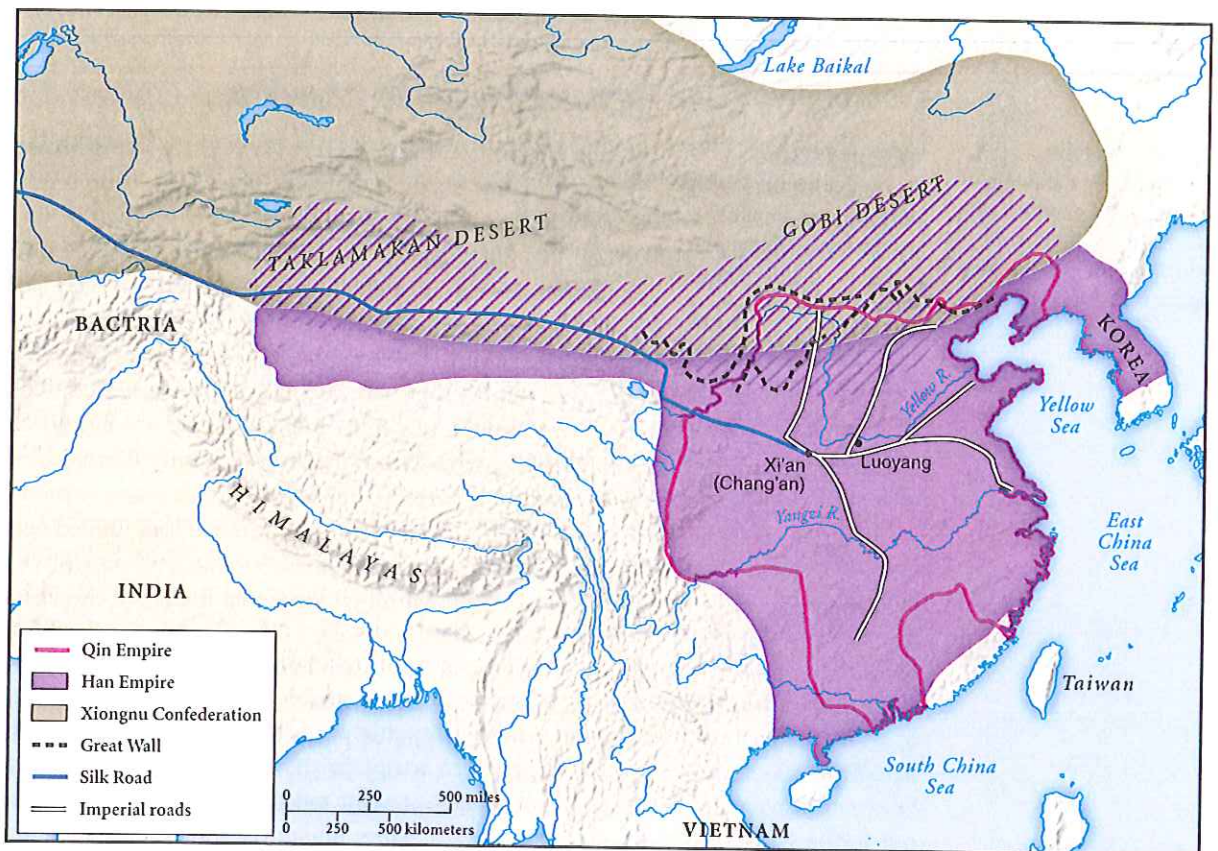 Lake Baikal
TAKLAMAKAN DESERT
GOBI DESERT
BACTRIA
KOREA
Yellow R.
Yellow
Sea
Xi'an
(Chang'an)
Luoyang
Yangzi R.
HIMALAYAS
East
China
Sea
INDIA
Qin Empire
Han Empire
Xiongnu Confederation
Great Wall
Silk Road
Imperial roads
Taiwan
South China
Sea
0 250 500 miles
0 250 500 kilometers
VIETNAM